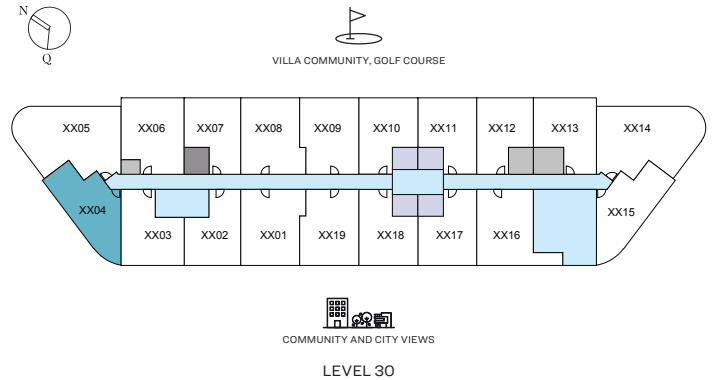 N
Q
VILLA COMMUNITY, GOLF COURSE
XX05 XX06 XX07 XX08 XX09 XX10 XX11 XX12 XX13 XX14
XX04 XX15
XX03 XX02 XX01 XX19 XX18 XX17 XX16
COMMUNITY AND CITY VIEWS
LEVEL 30